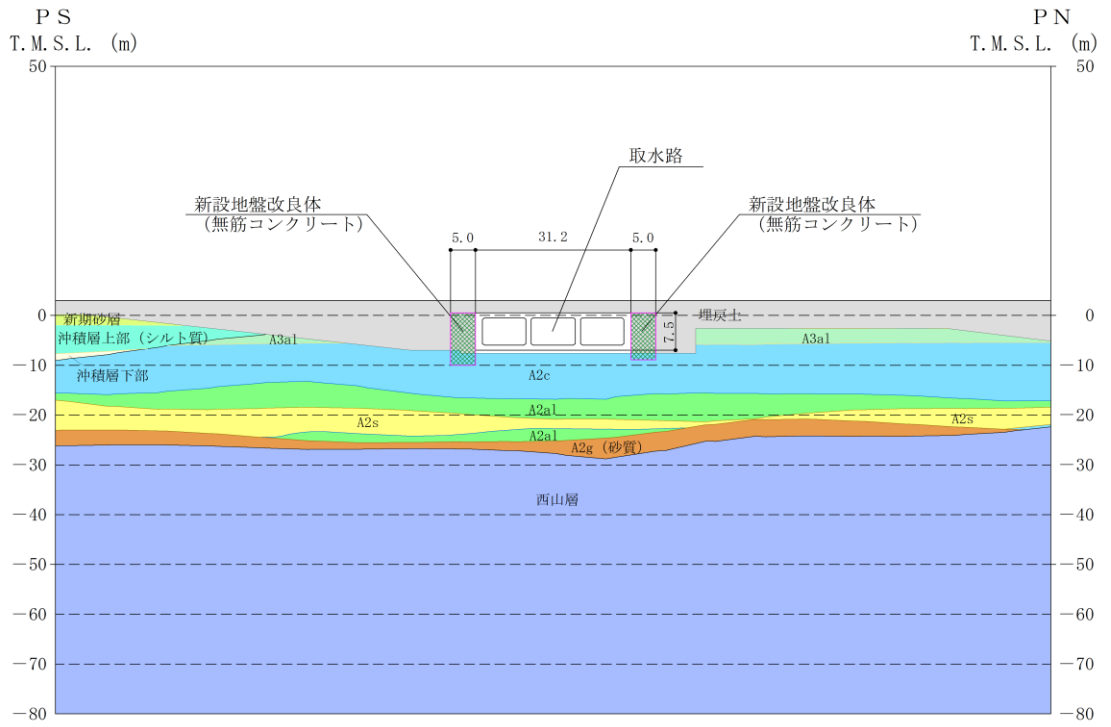 PS
PN
T.M.S.L. (m)
T.M.S.L. (m)
50
50
取水路
新設地盤改良体
(無筋コンクリート)
新設地盤改良体
(無筋コンクリート)
5.0
31.2
5.0
0
新期砂層
埋戻土
0
7.5
沖積層上部 (シルト質)
A3al
A3al
-10
沖積層下部
A2c
-10
A2al
-20
A2s
A2s
-20
A2al
A2g (砂質)
-30
-30
西山層
-40
-40
-50
-50
-60
-60
-70
-70
-80
-80